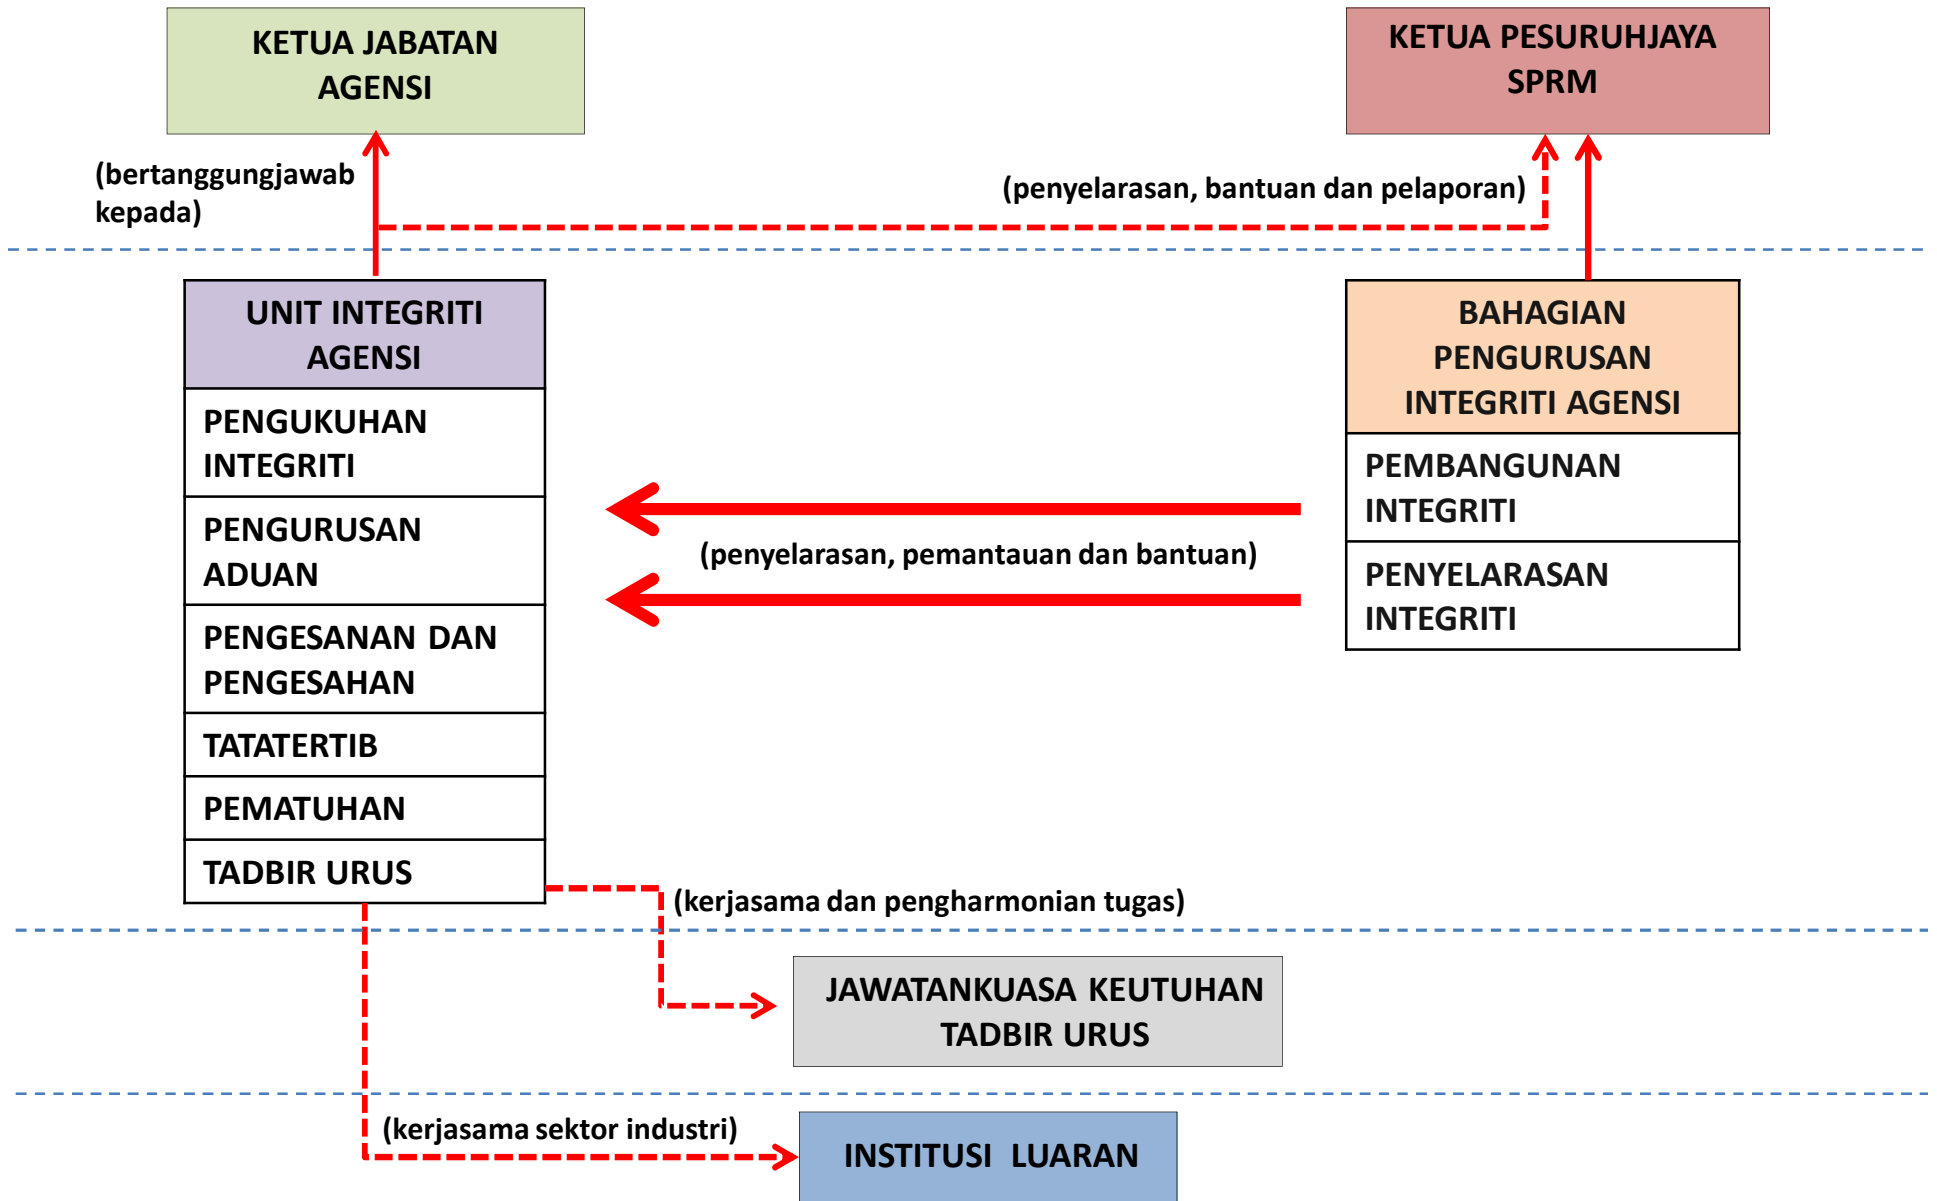 KETUA JABATAN
AGENSI
KETUA PESURUHJAYA
SPRM
(bertanggungjawab
kepada)
(penyelarasan, bantuan dan pelaporan)
UNIT INTEGRITI
AGENSI
PENGUKUHAN
INTEGRITI
PENGURUSAN
ADUAN
PENGESANAN DAN
PENGESAHAN
TATATERTIB
PEMATUHAN
TADBIR URUS
(penyelarasan, pemantauan dan bantuan)
BAHAGIAN
PENGURUSAN
INTEGRITI AGENSI
PEMBANGUNAN
INTEGRITI
PENYELARASAN
INTEGRITI
(kerjasama dan pengharmonian tugas)
JAWATANKUASA KEUTUHAN
TADBIR URUS
(kerjasama sektor industri)
INSTITUSI LUARAN